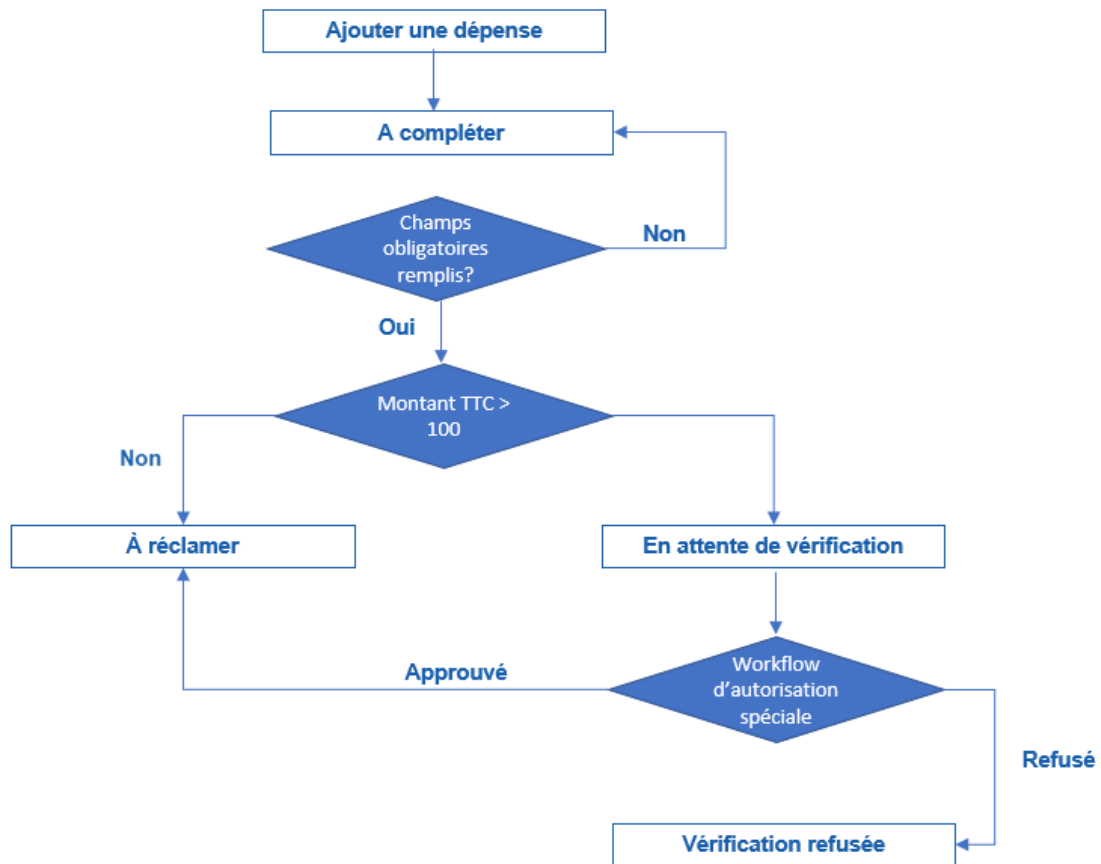 Ajouter une dépense
A compléter
Champs
obligatoires
remplis?
Non
Oui
Montant TTC >
100
Non
À réclamer
En attente de vérification
Approuvé
Workflow
d’autorisation
spéciale
Refusé
Vérification refusée